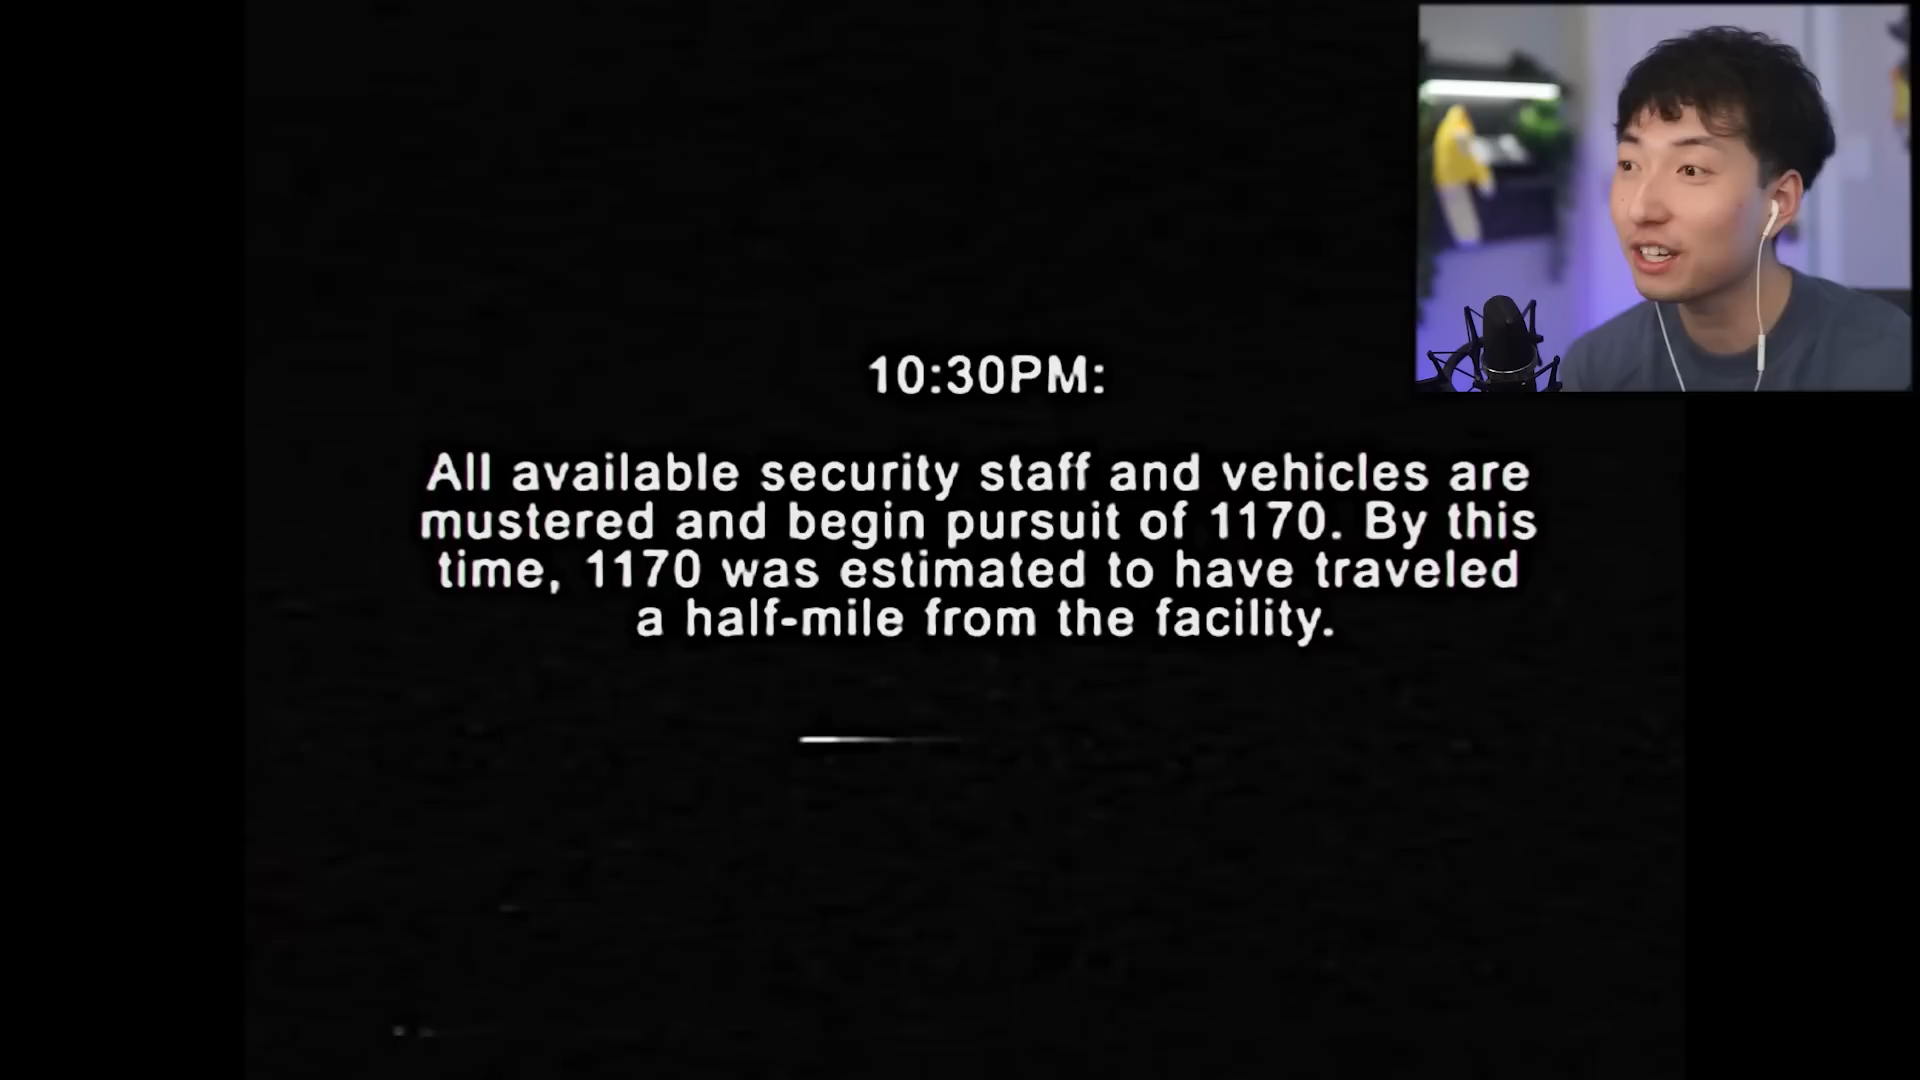 10:30PM:
All available security staff and vehicles are
mustered and begin pursuit of 1170. By this
time, 1170 was estimated to have traveled
a half-mile from the facility.